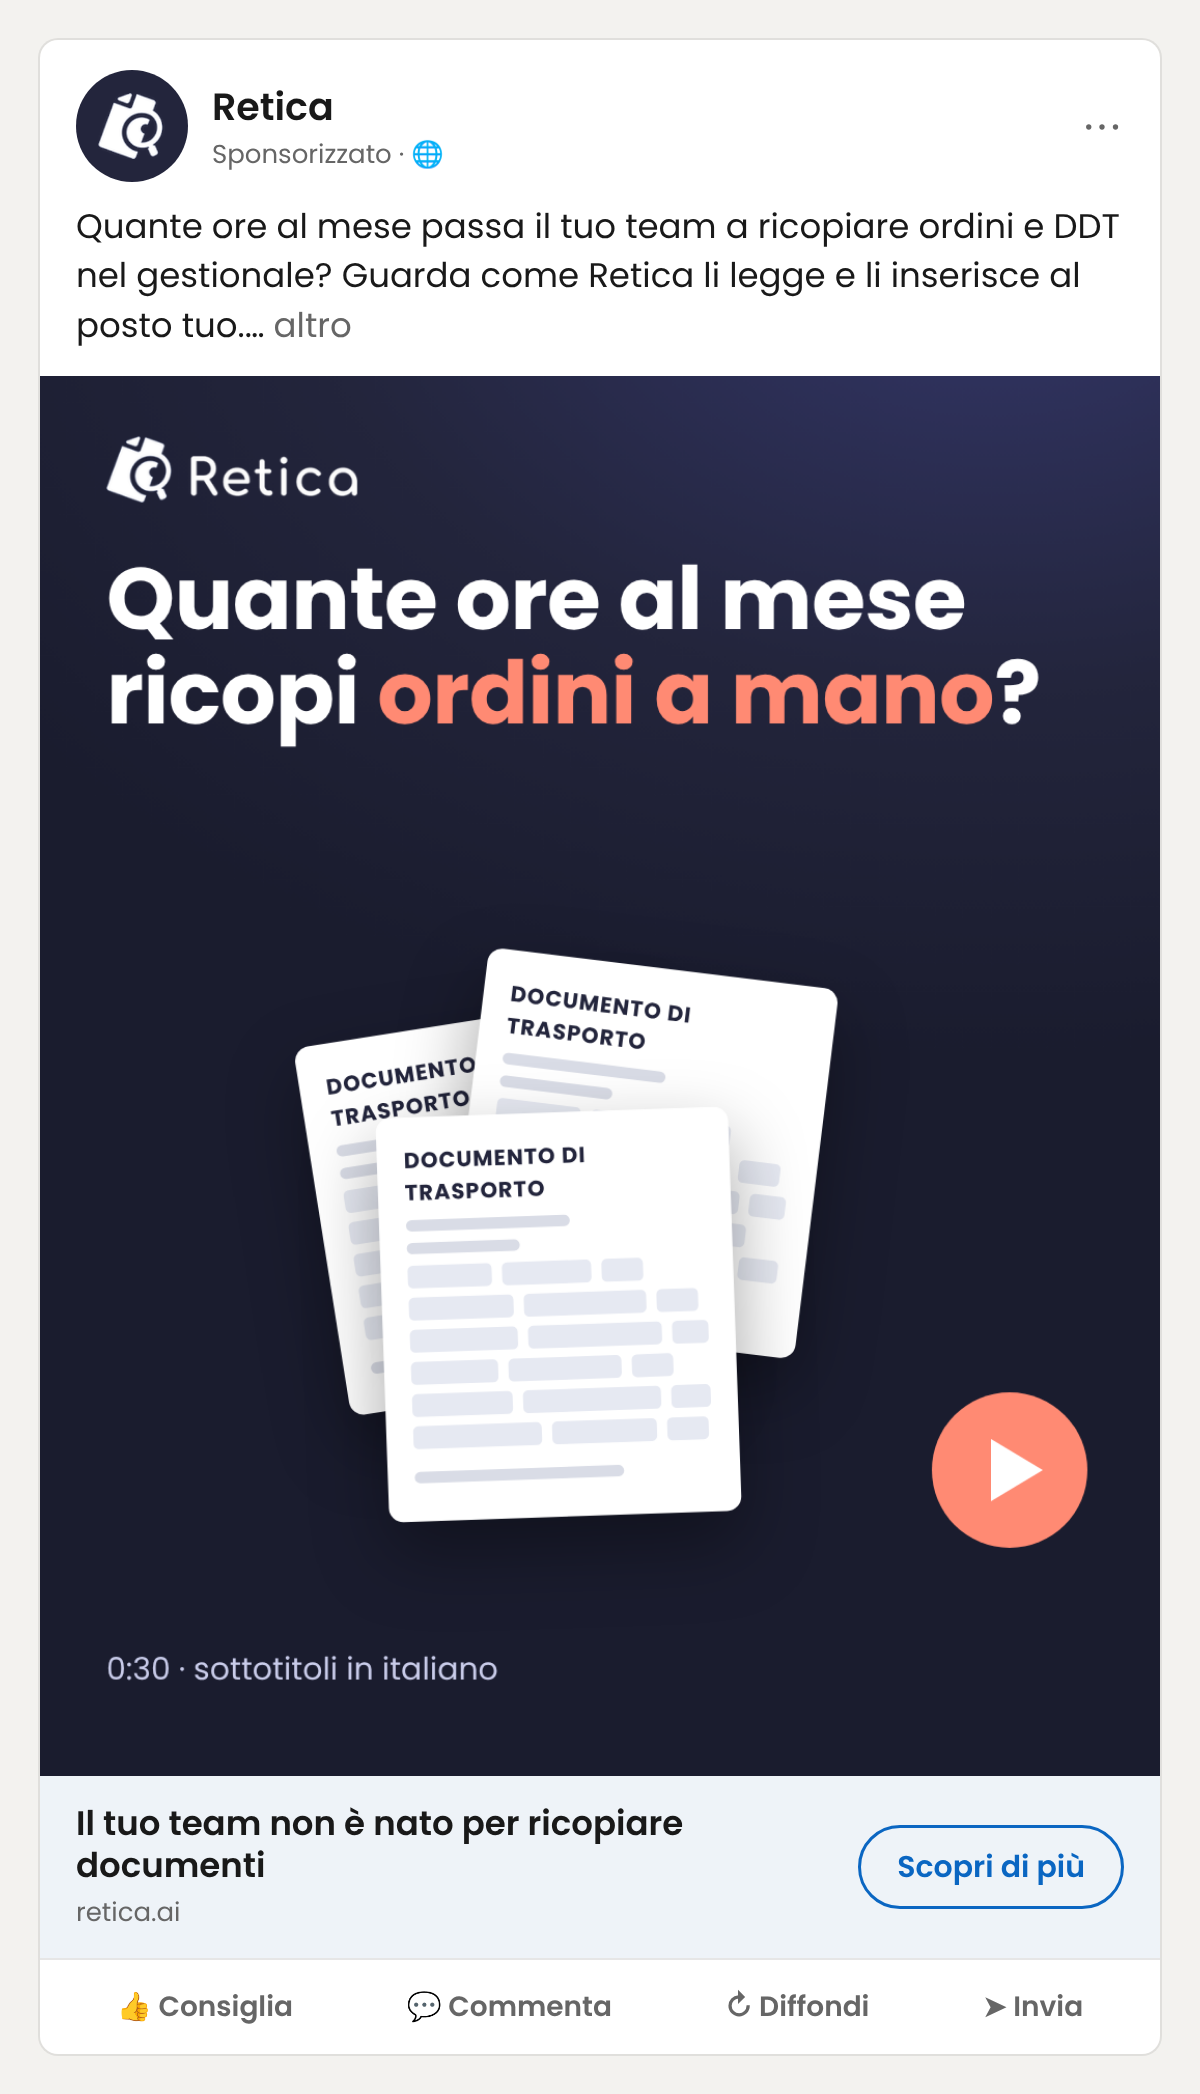 Retica
Sponsorizzato ·
Quante ore al mese passa il tuo team a ricopiare ordini e DDT
nel gestionale? Guarda come Retica li legge e li inserisce al
posto tuo.... altro
Retica
Quante ore al mese
ricopi ordini a mano?
DOCUMENTO DI
TRASPORTO
DOCUMENTO
TRASPORTO
DOCUMENTO DI
TRASPORTO
0:30 · sottotitoli in italiano
Il tuo team non è nato per ricopiare
documenti
retica.ai
Scopri di più
Consiglia
Commenta
Diffondi
Invia